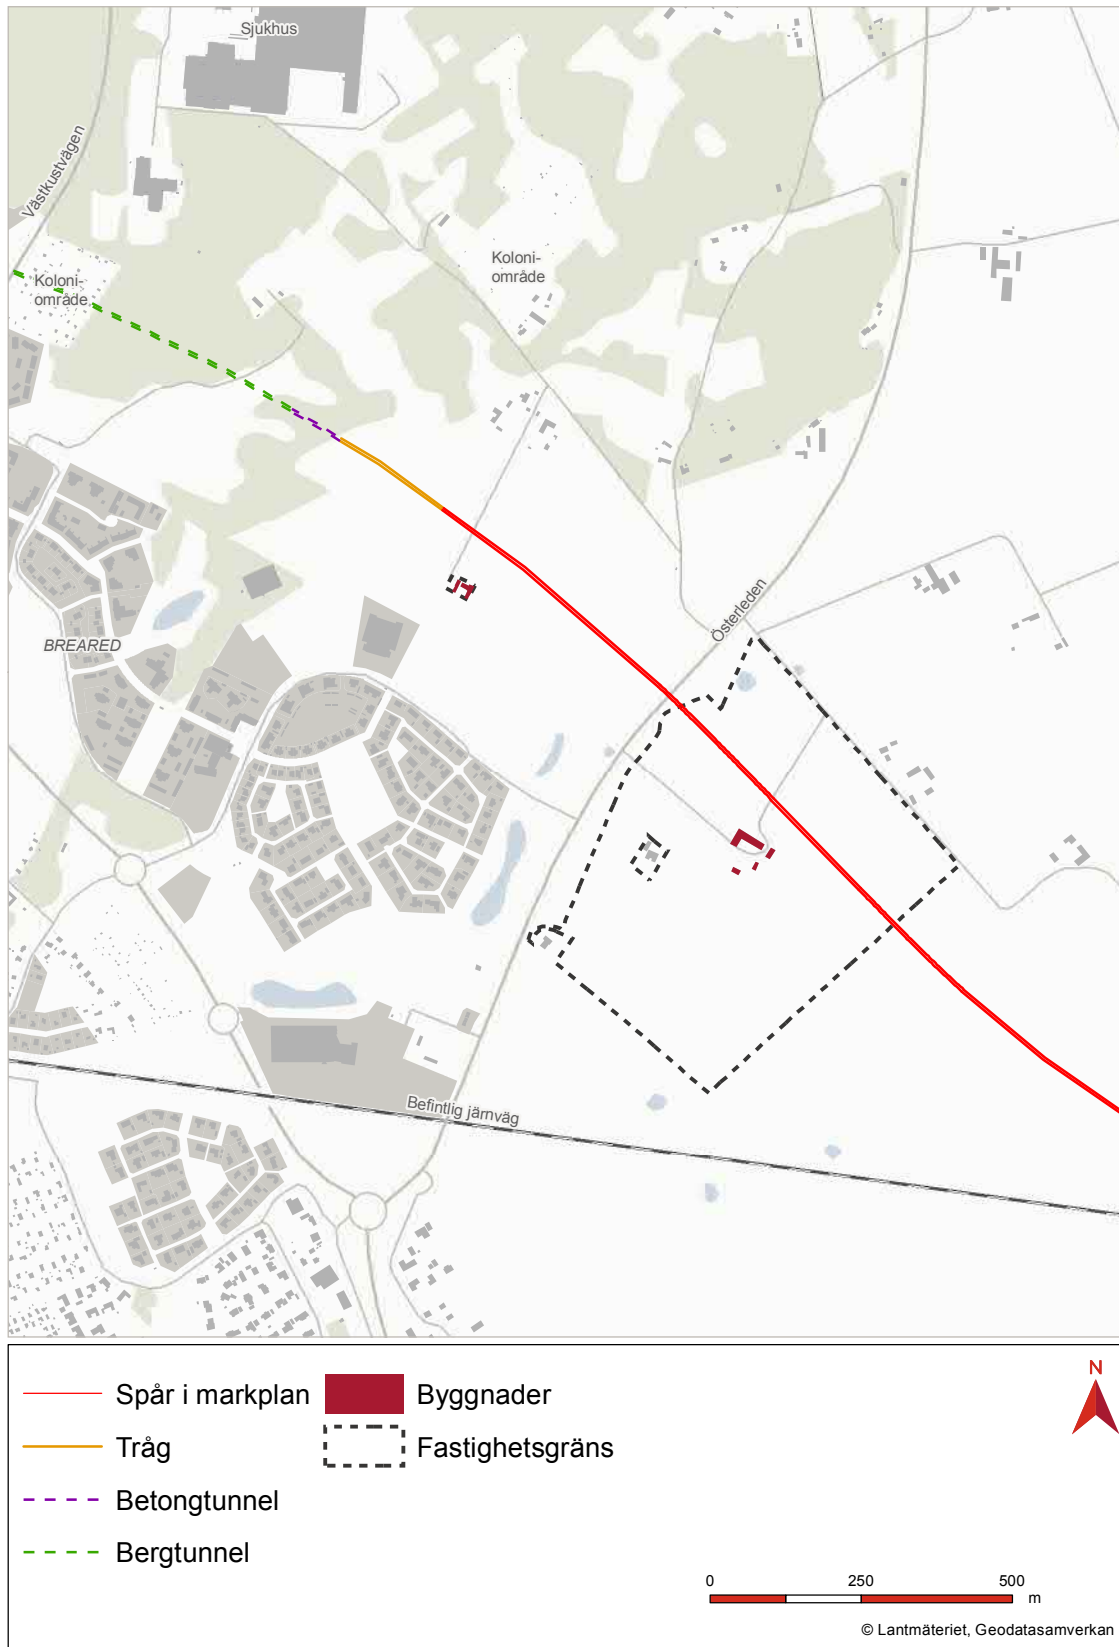 Sjukhus
Västkustvägen
Koloni-
område
Koloni-
område
Österleden
BREARED
Befintlig järnväg
Spår i markplan
Byggnader
Tråg
Fastighetsgräns
Betongtunnel
Bergtunnel
N
0 250 500
m
© Lantmäteriet, Geodatasamverkan